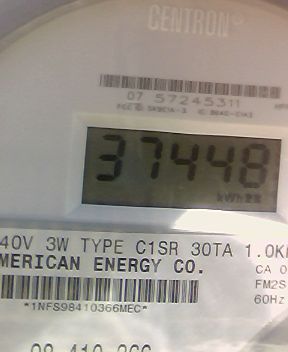 CENTRON®
07 57245311
37448
kWh
40V 3W TYPE C1SR 30TA 1.0K
MERICAN ENERGY CO.
CA 0
FM2S
*1NFS98410366MEC*
60Hz